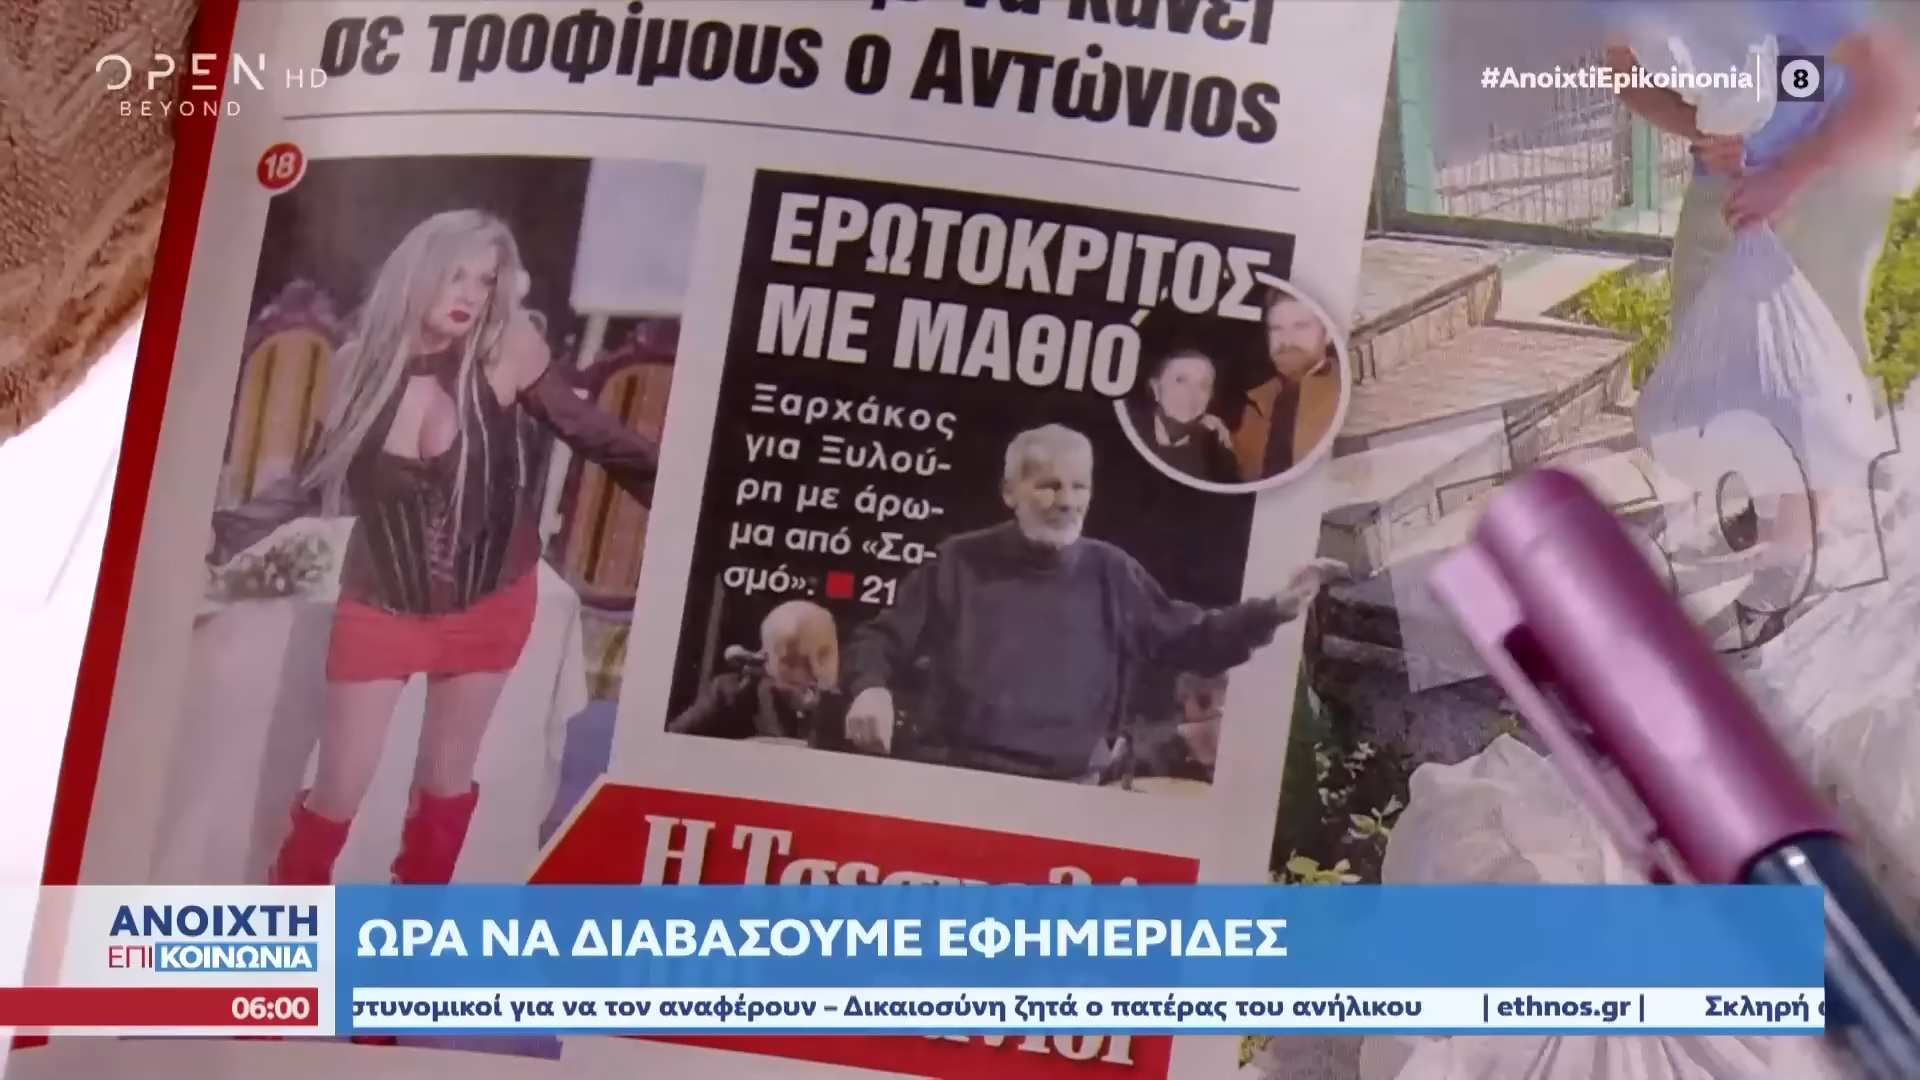 σε τροφίμους ο Αντώνιος
OPEN HD
BEYOND
#AnoixtiEpikoinonia
8
18
ΕΡΩΤΟΚΡΙΤΟΣ
ΜΕ ΜΑΘΙΟ
Ξαρχάκος
για Ξυλού-
ρη με άρω-
μα από «Σα-
σμό». 21
ΑΝΟΙΧΤΗ
ΕΠΙΚΟΙΝΩΝΙΑ
ΩΡΑ ΝΑ ΔΙΑΒΑΣΟΥΜΕ ΕΦΗΜΕΡΙΔΕΣ
06:00
στυνομικοί για να τον αναφέρουν – Δικαιοσύνη ζητά ο πατέρας του ανήλικου | ethnos.gr | Σκληρή